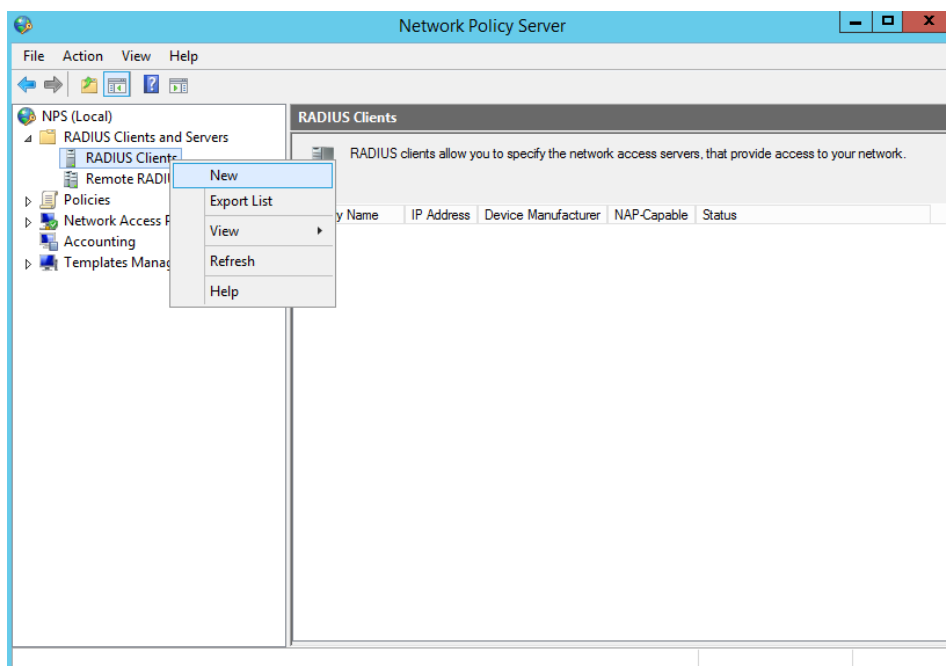 Network Policy Server
File Action View Help
NPS (Local)
RADIUS Clients and Servers
RADIUS Clients
Remote RADI
Policies
Network Access P
Accounting
Templates Manag
New
Export List
View
Refresh
Help
RADIUS Clients
RADIUS clients allow you to specify the network access servers, that provide access to your network.
y Name IP Address Device Manufacturer NAP-Capable Status